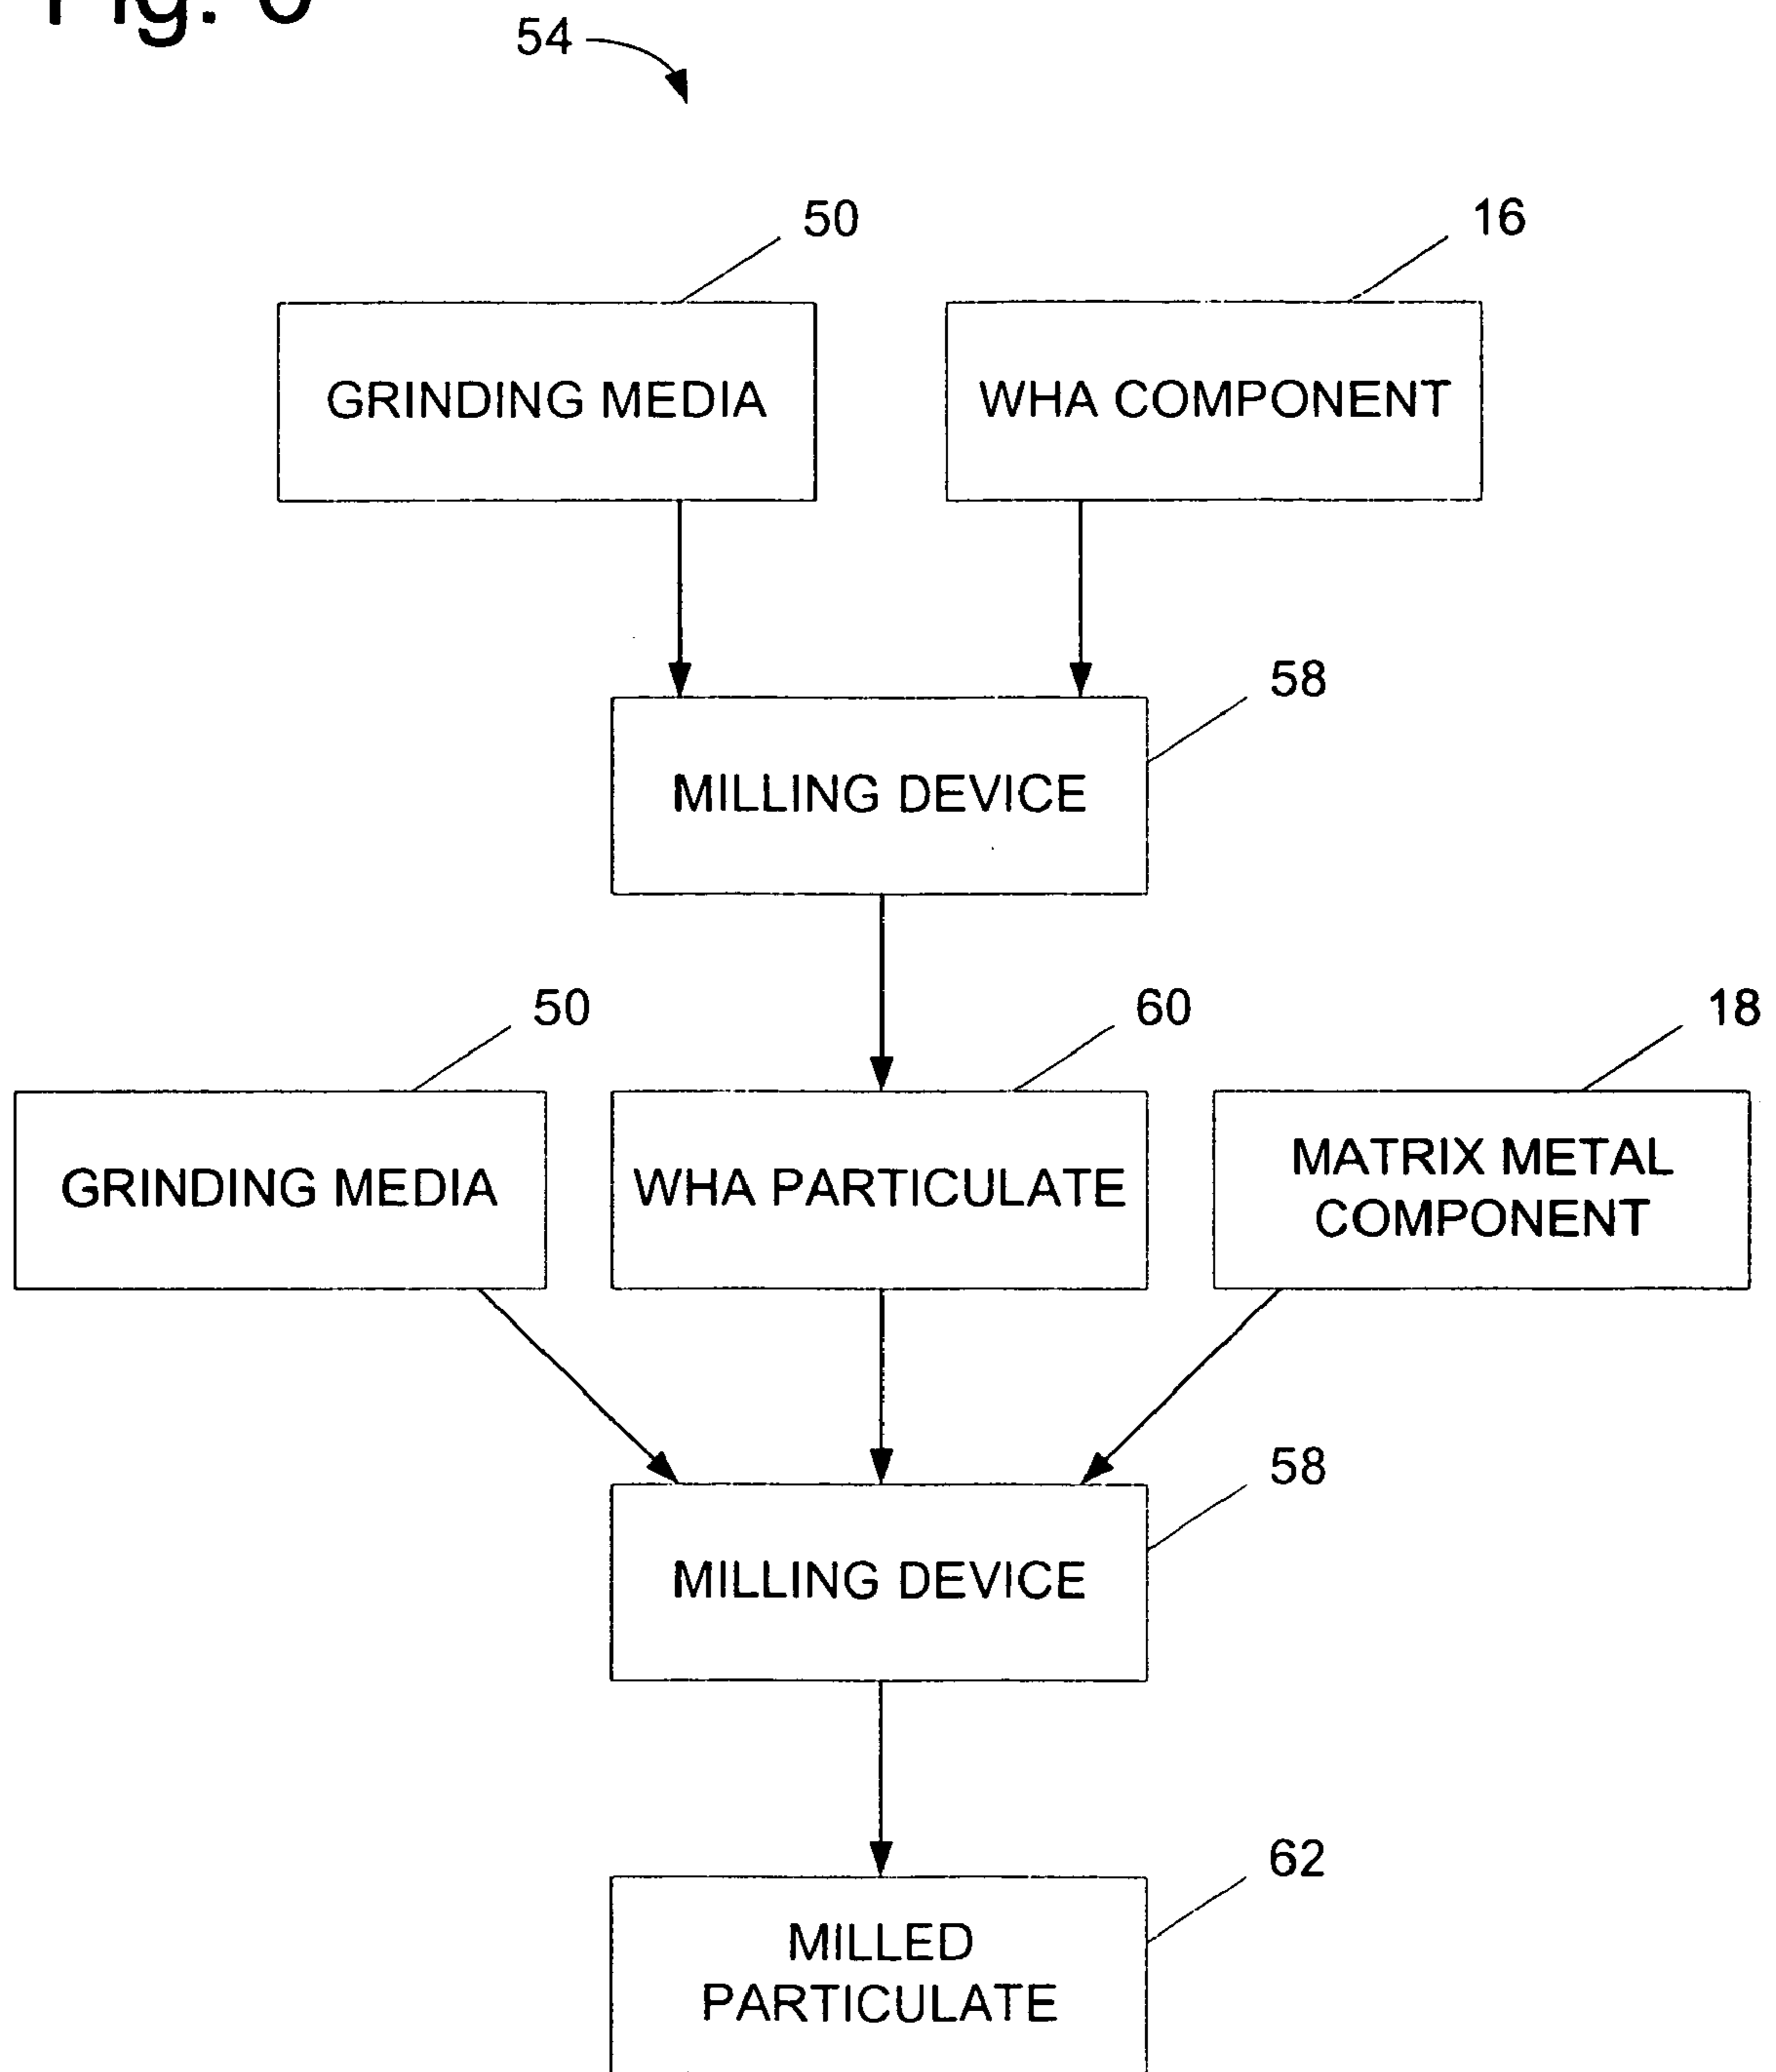 Fig.
54
50
16
GRINDING MEDIA
WHA COMPONENT
58
MILLING DEVICE
50
60
18
GRINDING MEDIA
WHA PARTICULATE
MATRIX METAL
COMPONENT
58
MILLING DEVICE
62
MILLED
PARTICULATE